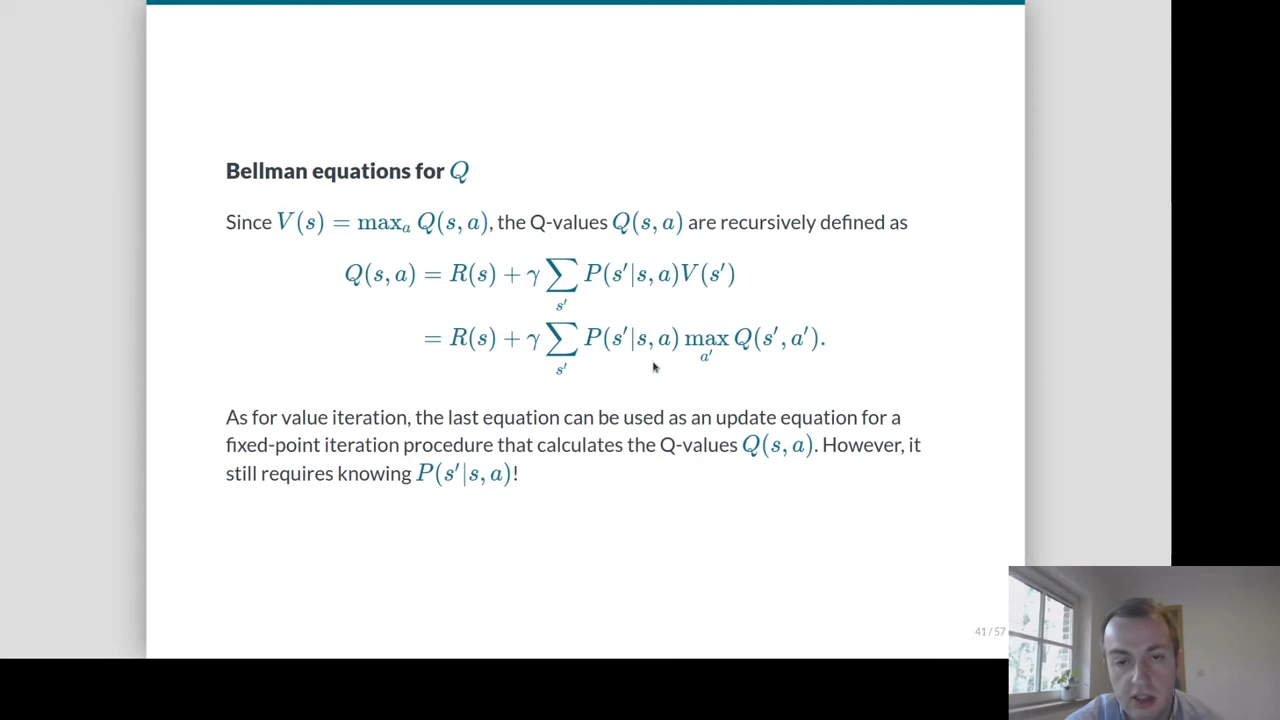 Bellman equations for Q
Since V(s) = maxₐ Q(s, a), the Q-values Q(s, a) are recursively defined as
Q(s, a) = R(s) + γ ∑_{s′} P(s′|s, a)V(s′)
= R(s) + γ ∑_{s′} P(s′|s, a) max_{a′} Q(s′, a′).
As for value iteration, the last equation can be used as an update equation for a
fixed-point iteration procedure that calculates the Q-values Q(s, a). However, it
still requires knowing P(s′|s, a)!
41 / 57